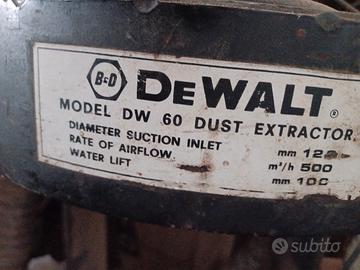 B&D DEWALT®
MODEL DW 60 DUST EXTRACTOR
DIAMETER SUCTION INLET mm
RATE OF AIRFLOW m³/h 500
WATER LIFT mm
subito